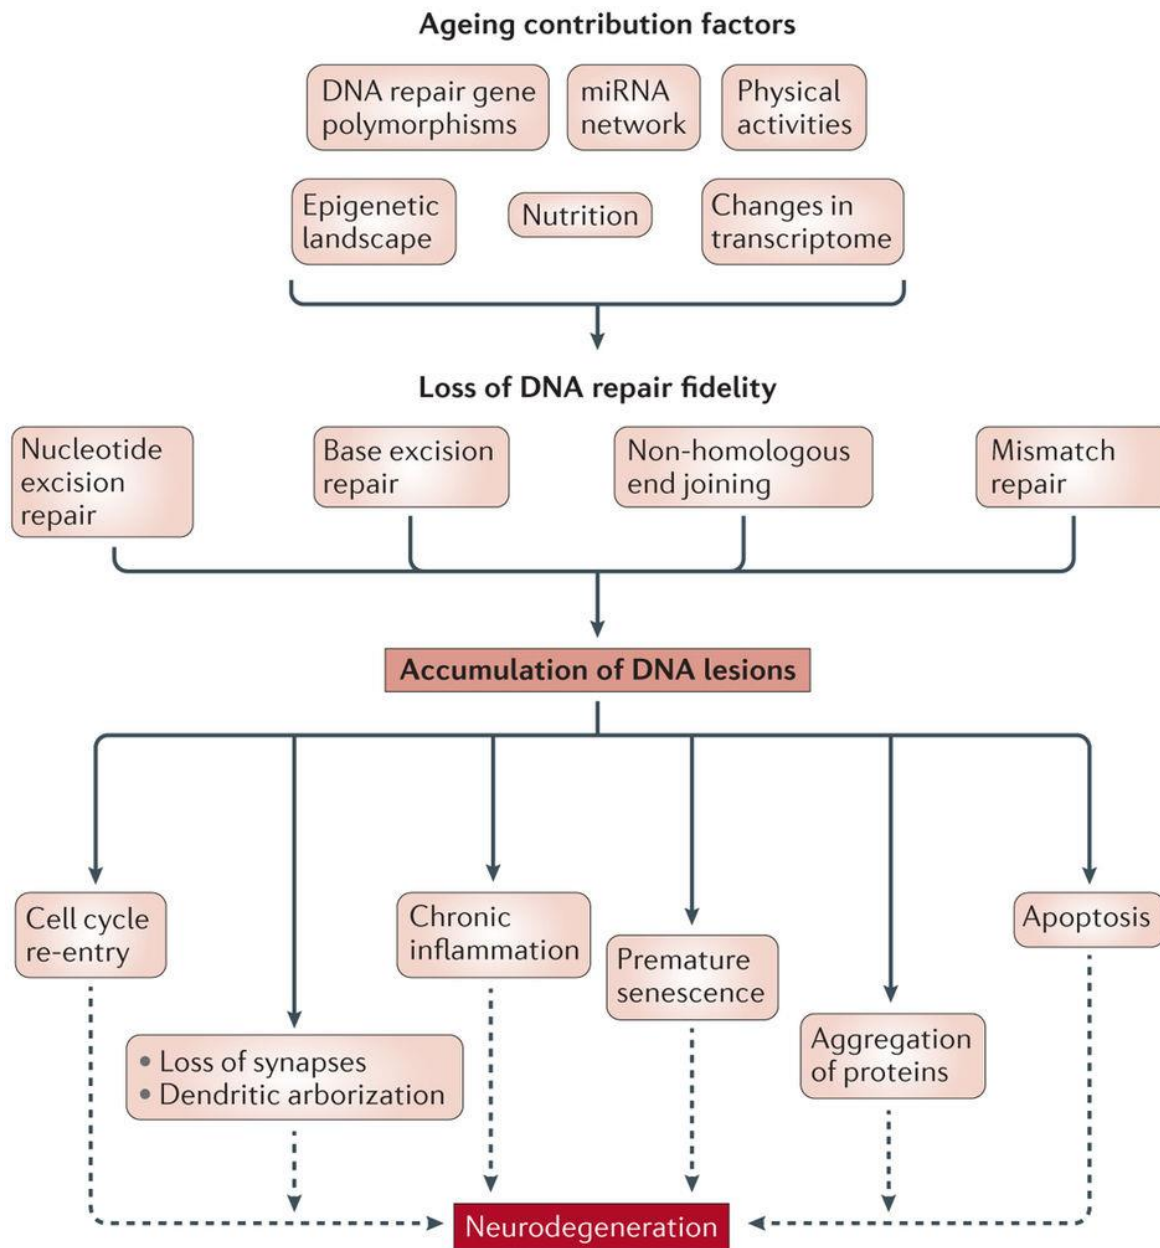 Ageing contribution factors
DNA repair gene
polymorphisms
miRNA
network
Physical
activities
Epigenetic
landscape
Nutrition
Changes in
transcriptome
Loss of DNA repair fidelity
Nucleotide
excision
repair
Base excision
repair
Non-homologous
end joining
Mismatch
repair
Accumulation of DNA lesions
Cell cycle
re-entry
• Loss of synapses
• Dendritic arborization
Chronic
inflammation
Premature
senescence
Aggregation
of proteins
Apoptosis
Neurodegeneration